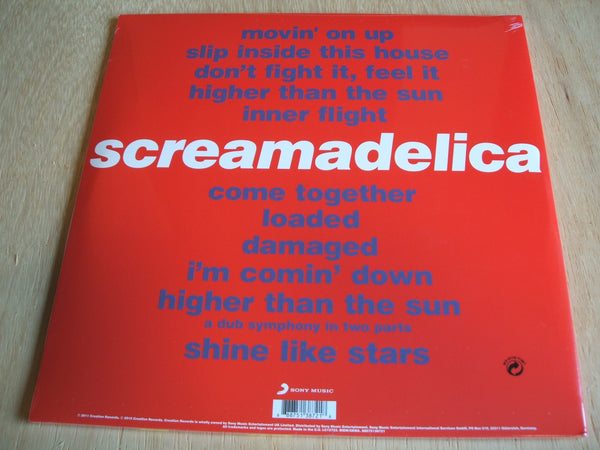 movin' on up
slip inside this house
don't fight it, feel it
higher than the sun
inner flight
screamadelica
come together
loaded
damaged
i'm comin' down
higher than the sun
a dub symphony in two parts
shine like stars
SONY MUSIC